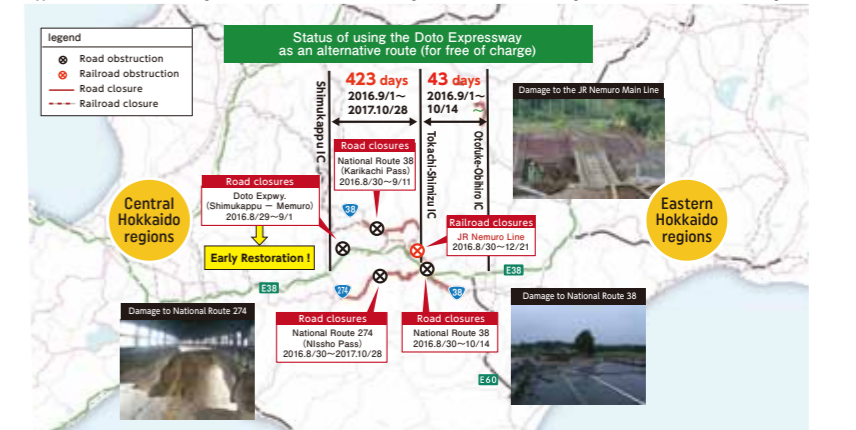 Status of using the Doto Expressway
as an alternative route (for free of charge)
legend
Road obstruction
Railroad obstruction
Road closure
Railroad closure
423 days
2016.9/1～
2017.10/28
43 days
2016.9/1～
10/14
Shimukappu IC
Tokachi-Shimizu IC
Otofuke-Obihiro IC
Damage to the JR Nemuro Main Line
Road closures
National Route 38
(Karikachi Pass)
2016.8/30～9/11
Road closures
Doto Expwy.
(Shimukappu － Memuro)
2016.8/29～9/1
Early Restoration !
Central
Hokkaido
regions
Eastern
Hokkaido
regions
38
Railroad closures
JR Nemuro Line
2016.8/30～12/21
E38
E38
274
38
Damage to National Route 274
Road closures
National Route 274
(NIssho Pass)
2016.8/30～2017.10/28
Road closures
National Route 38
2016.8/30～10/14
Damage to National Route 38
E60